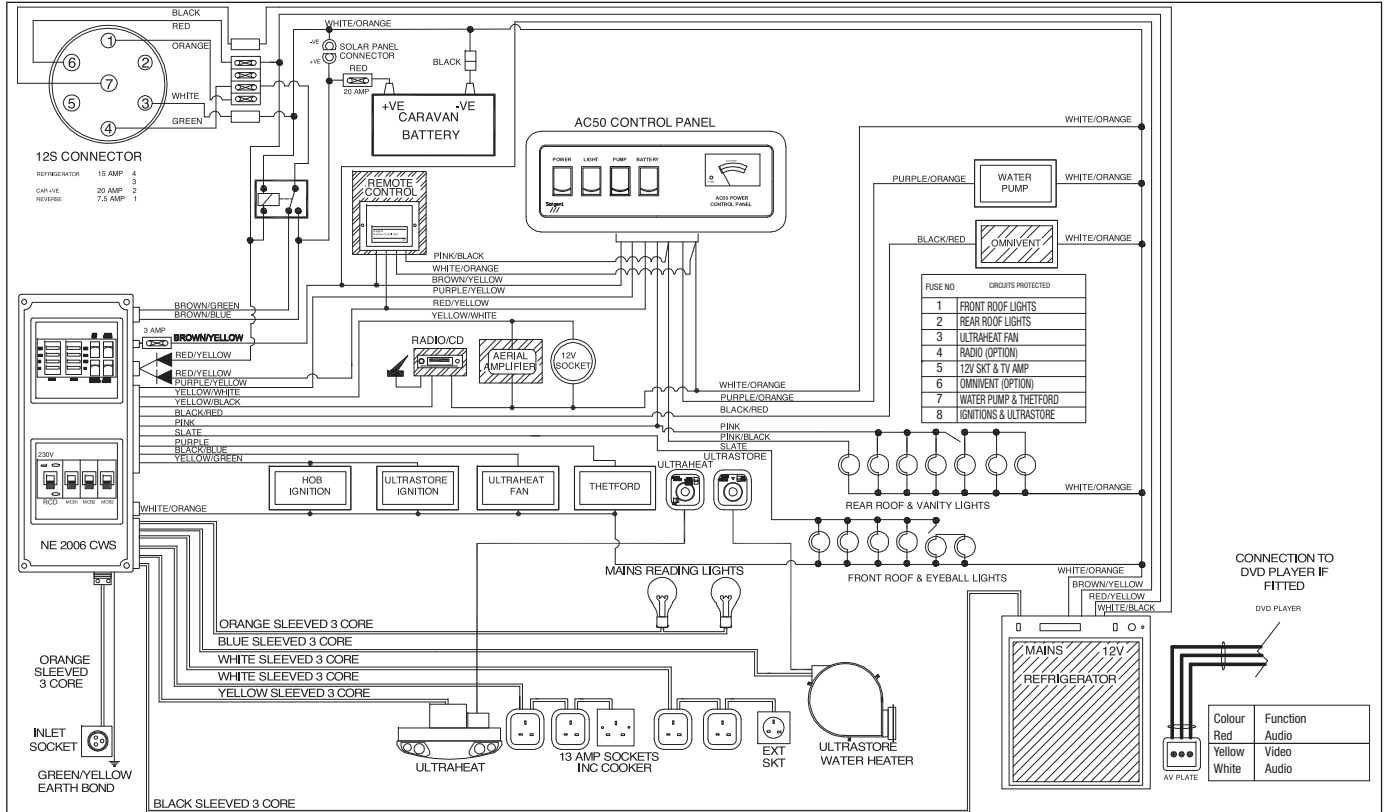 BLACK
RED
ORANGE
WHITE
GREEN
1
6
2
7
5
3
4
12S CONNECTOR
REFRIGERATOR 15 AMP 4
3
CAR +VE 20 AMP 2
REVERSE 7.5 AMP 1
WHITE/ORANGE
-VE
SOLAR PANEL
CONNECTOR
+VE
RED
20 AMP
BLACK
+VE -VE
CARAVAN
BATTERY
AC50 CONTROL PANEL
POWER LIGHT PUMP BATTERY
Sargent
AC50 POWER
CONTROL PANEL
REMOTE
CONTROL
PINK/BLACK
WHITE/ORANGE
BROWN/YELLOW
PURPLE/YELLOW
RED/YELLOW
YELLOW/WHITE
WHITE/ORANGE
PURPLE/ORANGE
WATER
PUMP
WHITE/ORANGE
BLACK/RED
OMNIVENT
WHITE/ORANGE
FUSE NO CIRCUITS PROTECTED
1 FRONT ROOF LIGHTS
2 REAR ROOF LIGHTS
3 ULTRAHEAT FAN
4 RADIO (OPTION)
5 12V SKT & TV AMP
6 OMNIVENT (OPTION)
7 WATER PUMP & THETFORD
8 IGNITIONS & ULTRASTORE
BROWN/GREEN
BROWN/BLUE
3 AMP
BROWN/YELLOW
RED/YELLOW
RED/YELLOW
PURPLE/YELLOW
YELLOW/WHITE
YELLOW/BLACK
BLACK/RED
PINK
SLATE
PURPLE
BLACK/BLUE
YELLOW/GREEN
RADIO/CD
AERIAL
AMPLIFIER
12V
SOCKET
WHITE/ORANGE
PURPLE/ORANGE
BLACK/RED
PINK
PINK/BLACK
SLATE
ULTRASTORE
ULTRAHEAT
230V
RCD MCB1 MCB2 MCB3
NE 2006 CWS
HOB
IGNITION
ULTRASTORE
IGNITION
ULTRAHEAT
FAN
THETFORD
WHITE/ORANGE
WHITE/ORANGE
REAR ROOF & VANITY LIGHTS
FRONT ROOF & EYEBALL LIGHTS
MAINS READING LIGHTS
ORANGE SLEEVED 3 CORE
BLUE SLEEVED 3 CORE
WHITE SLEEVED 3 CORE
WHITE SLEEVED 3 CORE
YELLOW SLEEVED 3 CORE
ORANGE
SLEEVED
3 CORE
INLET
SOCKET
GREEN/YELLOW
EARTH BOND
BLACK SLEEVED 3 CORE
ULTRAHEAT
13 AMP SOCKETS
INC COOKER
EXT
SKT
ULTRASTORE
WATER HEATER
WHITE/ORANGE
BROWN/YELLOW
RED/YELLOW
WHITE/BLACK
MAINS 12V
REFRIGERATOR
CONNECTION TO
DVD PLAYER IF
FITTED
DVD PLAYER
AV PLATE
Colour Function
Red Audio
Yellow Video
White Audio